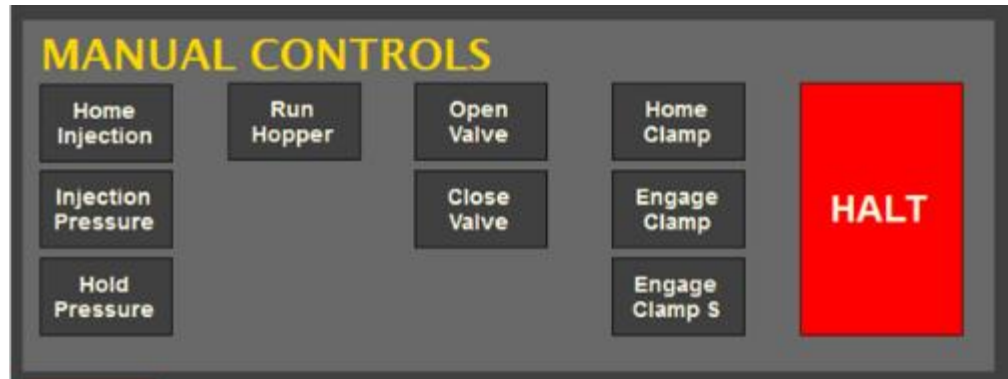 MANUAL CONTROLS
Home
Injection
Run
Hopper
Open
Valve
Home
Clamp
HALT
Injection
Pressure
Close
Valve
Engage
Clamp
Hold
Pressure
Engage
Clamp S